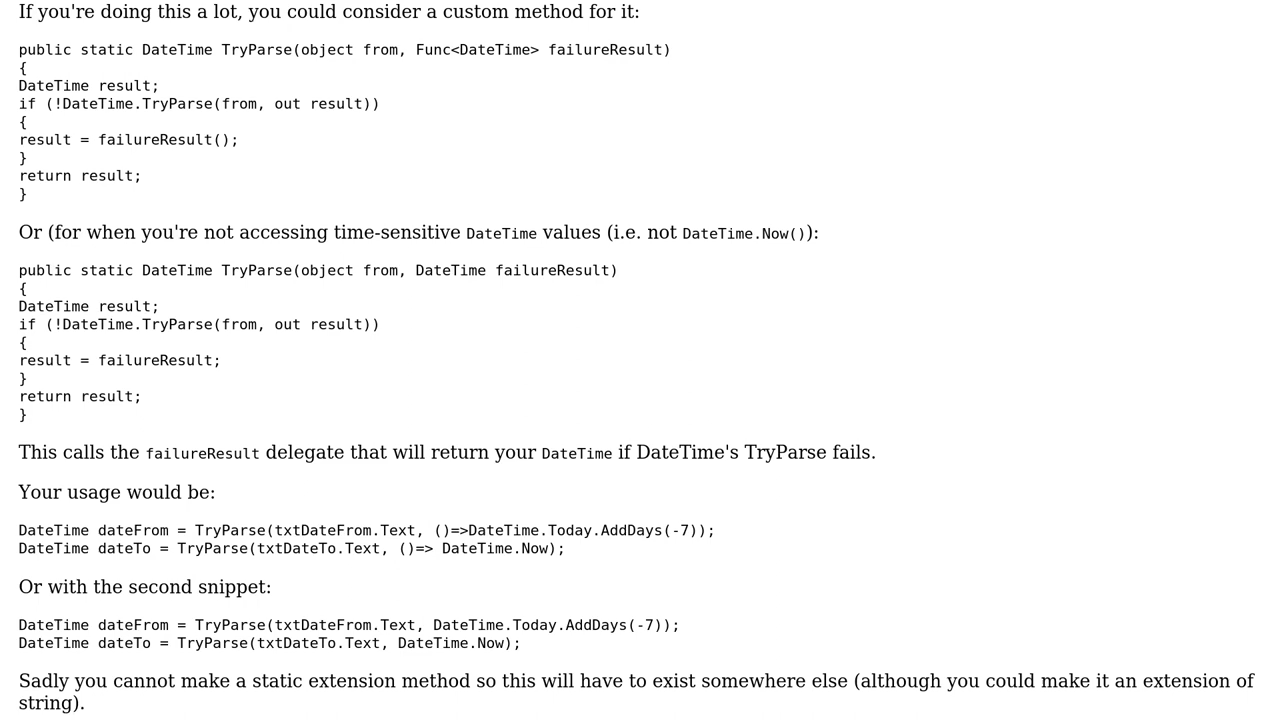 If you're doing this a lot, you could consider a custom method for it:
public static DateTime TryParse(object from, Func<DateTime> failureResult)
{
DateTime result;
if (!DateTime.TryParse(from, out result))
{
result = failureResult();
}
return result;
}
Or (for when you're not accessing time-sensitive DateTime values (i.e. not DateTime.Now()):
public static DateTime TryParse(object from, DateTime failureResult)
{
DateTime result;
if (!DateTime.TryParse(from, out result))
{
result = failureResult;
}
return result;
}
This calls the failureResult delegate that will return your DateTime if DateTime's TryParse fails.
Your usage would be:
DateTime dateFrom = TryParse(txtDateFrom.Text, ()=>DateTime.Today.AddDays(-7));
DateTime dateTo = TryParse(txtDateTo.Text, ()=> DateTime.Now);
Or with the second snippet:
DateTime dateFrom = TryParse(txtDateFrom.Text, DateTime.Today.AddDays(-7));
DateTime dateTo = TryParse(txtDateTo.Text, DateTime.Now);
Sadly you cannot make a static extension method so this will have to exist somewhere else (although you could make it an extension of
string).